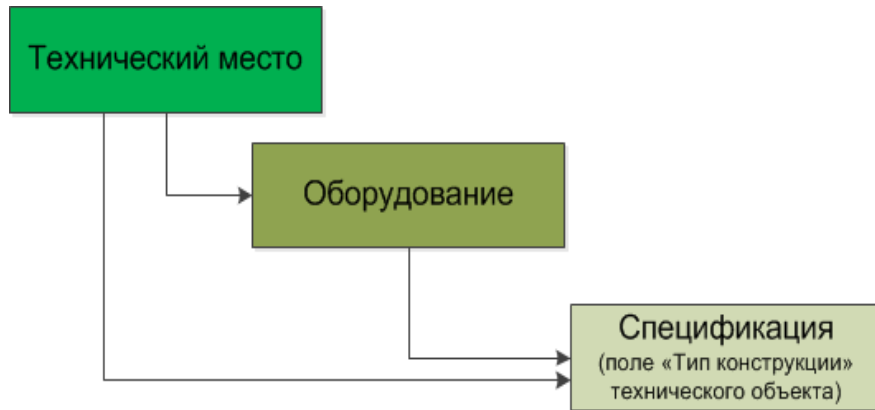 Технический место
Оборудование
Спецификация
(поле «Тип конструкции»
технического объекта)